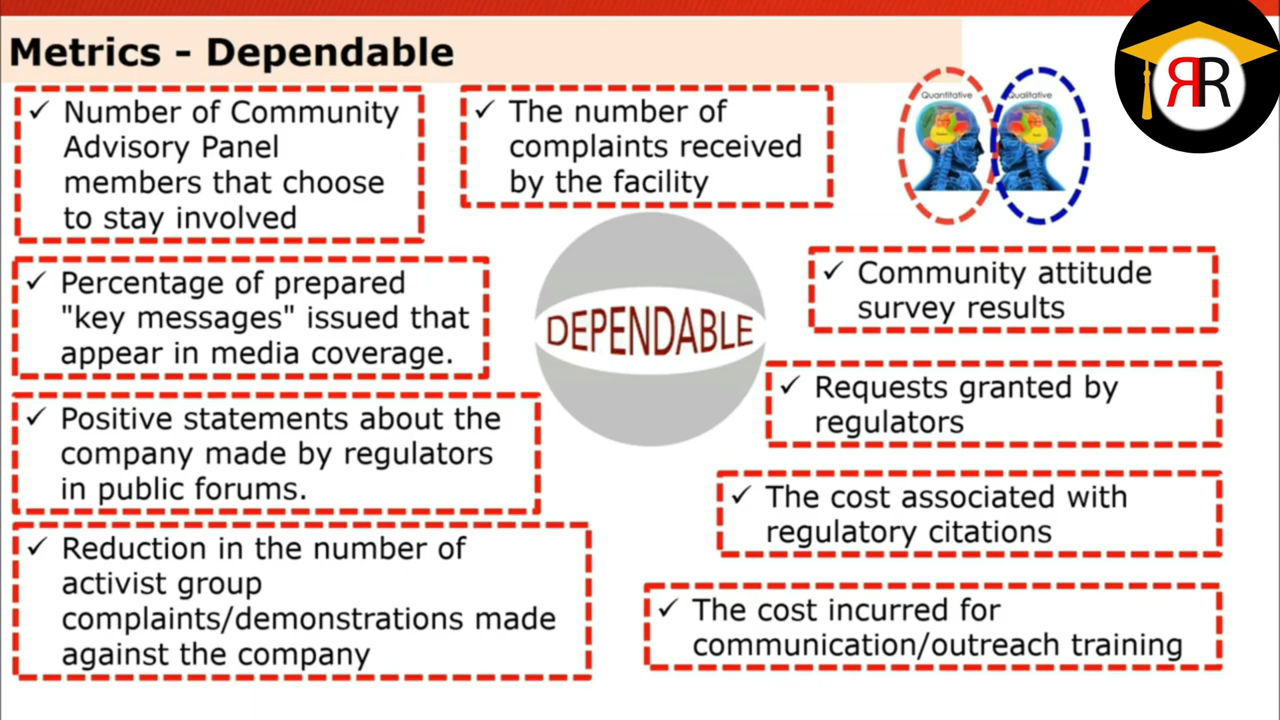 Metrics - Dependable
✓ Number of Community
Advisory Panel
members that choose
to stay involved
✓ The number of
complaints received
by the facility
Quantitative
Qualitative
ЯR
✓ Percentage of prepared
"key messages" issued that
appear in media coverage.
DEPENDABLE
✓ Community attitude
survey results
✓ Positive statements about the
company made by regulators
in public forums.
✓ Requests granted by
regulators
✓ Reduction in the number of
activist group
complaints/demonstrations made
against the company
✓ The cost associated with
regulatory citations
✓ The cost incurred for
communication/outreach training